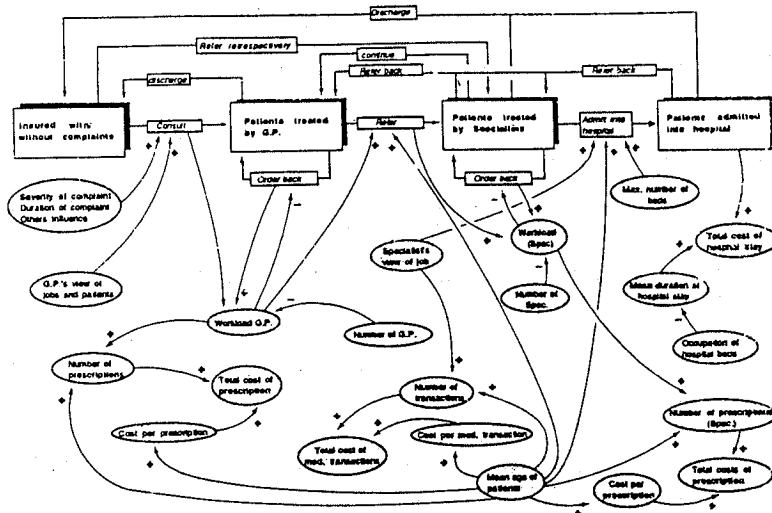 Discharge
Refer retrospectively
continue
discharge
Refer back
Refer back
Insured with/
without complaints
Consult
Patients treated
by G.P.
Refer
Patients treated
by Specialists
Admit into
hospital
Patients admitted
into hospital
Order back
Order back
Severity of complaint
Duration of complaint
Others influence
Max. number of
beds
Specialist's
view of job
Workload
(Spec)
Total cost of
hospital stay
G.P.'s view of
jobs and patients
Number of
Spec.
Mean duration of
hospital stay
Workload G.P.
Number of G.P.
Occupation of
hospital beds
Number of
prescriptions
Total cost of
prescription
Number of
transactions
Number of prescriptions
(Spec.)
Cost per prescription
Cost per med. transaction
Total cost of
med. transactions
Mean age of
patients
Cost per
prescription
Total costs of
prescription